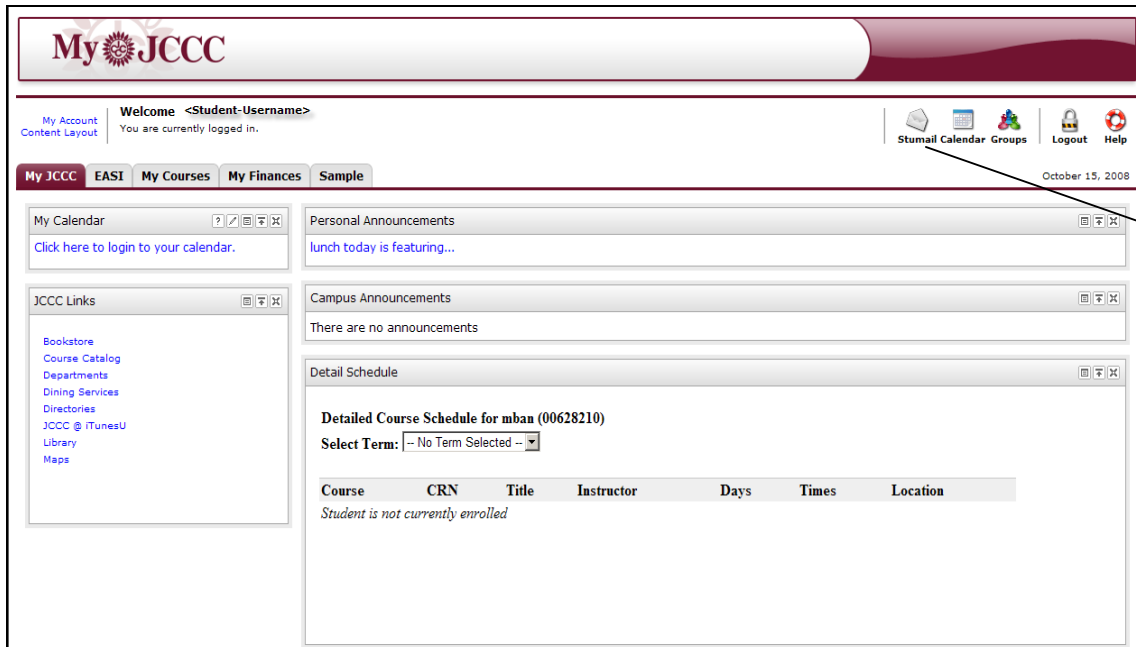 My JCCC
My Account
Content Layout
Welcome <Student-Username>
You are currently logged in.
Stumail Calendar Groups Logout Help
My JCCC EASI My Courses My Finances Sample
October 15, 2008
My Calendar
Click here to login to your calendar.
JCCC Links
Bookstore
Course Catalog
Departments
Dining Services
Directories
JCCC @ iTunesU
Library
Maps
Personal Announcements
lunch today is featuring...
Campus Announcements
There are no announcements
Detail Schedule
Detailed Course Schedule for mban (00628210)
Select Term: -- No Term Selected --
Course CRN Title Instructor Days Times Location
Student is not currently enrolled